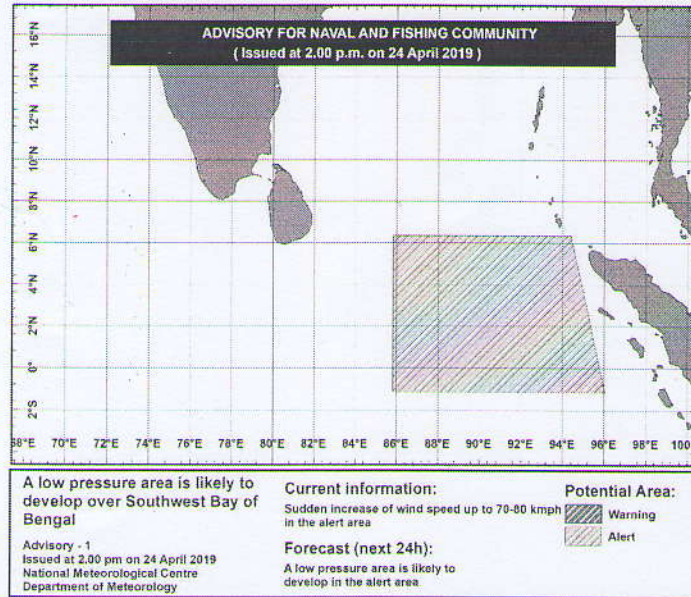 ADVISORY FOR NAVAL AND FISHING COMMUNITY
( Issued at 2.00 p.m. on 24 April 2019 )
16°N
14°N
12°N
10°N
8°N
6°N
4°N
2°N
0°
2°S
68°E 70°E 72°E 74°E 76°E 78°E 80°E 82°E 84°E 86°E 88°E 90°E 92°E 94°E 96°E 98°E 100
A low pressure area is likely to
develop over Southwest Bay of
Bengal
Advisory - 1
Issued at 2.00 pm on 24 April 2019
National Meteorological Centre
Department of Meteorology
Current information:
Sudden increase of wind speed up to 70-80 kmph
in the alert area
Forecast (next 24h):
A low pressure area is likely to
develop in the alert area
Potential Area:
Warning
Alert